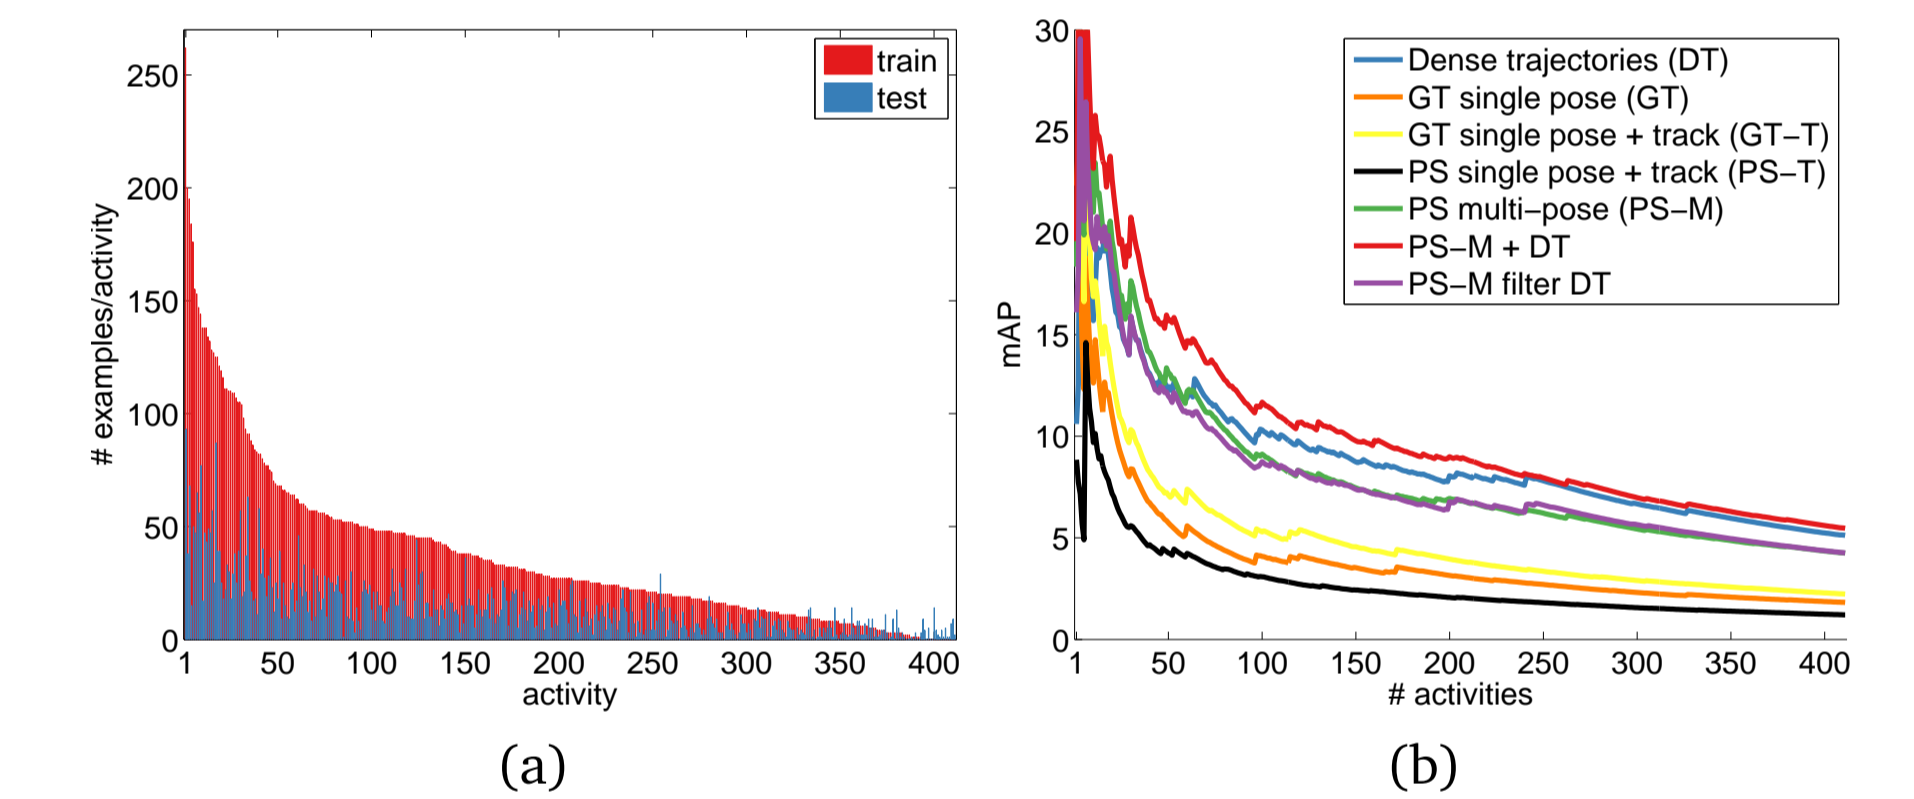 # examples/activity
250
200
150
100
50
0
1 50 100 150 200 250 300 350 400
activity
train
test
(a)
mAP
30
25
20
15
10
5
0
1 50 100 150 200 250 300 350 400
# activities
Dense trajectories (DT)
GT single pose (GT)
GT single pose + track (GT−T)
PS single pose + track (PS−T)
PS multi−pose (PS−M)
PS−M + DT
PS−M filter DT
(b)